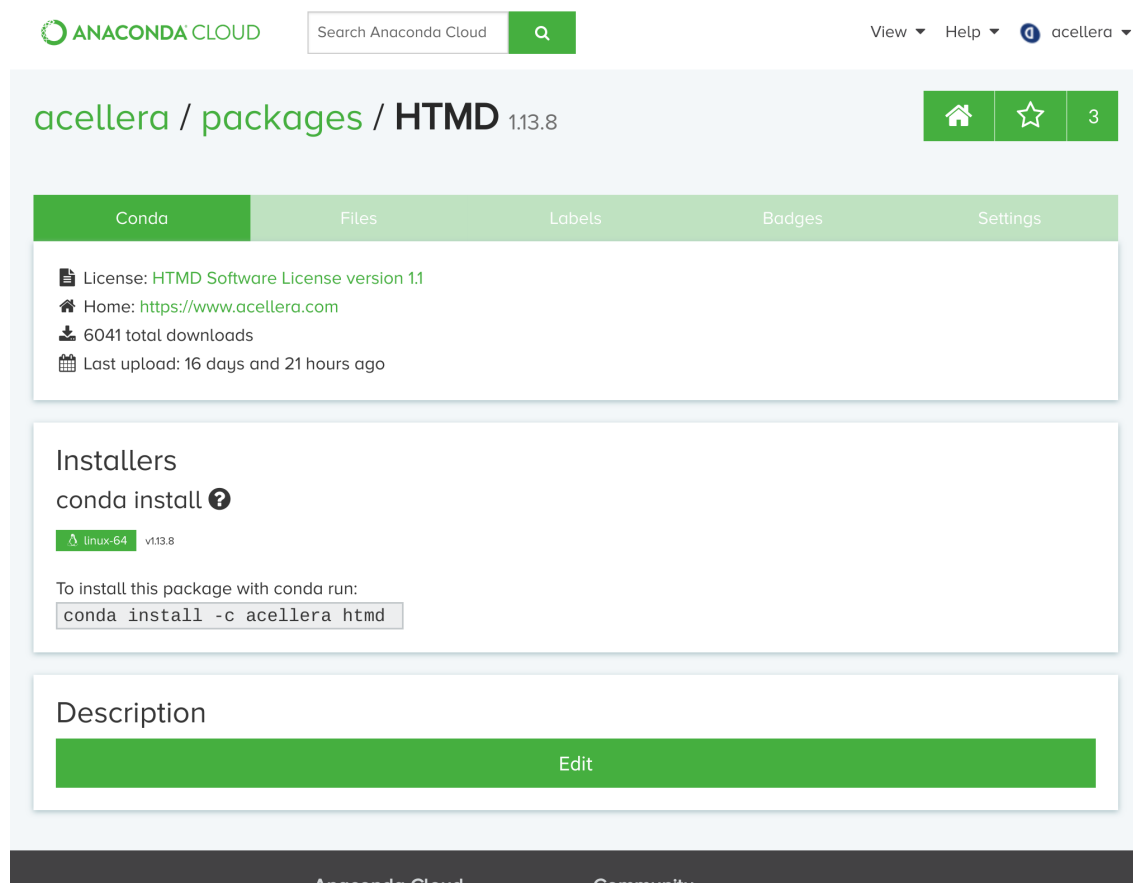 ANACONDA CLOUD
Search Anaconda Cloud
View Help acellera
acellera / packages / HTMD 1.13.8
3
Conda Files Labels Badges Settings
License: HTMD Software License version 1.1
Home: https://www.acellera.com
6041 total downloads
Last upload: 16 days and 21 hours ago
Installers
conda install ?
linux-64 v1.13.8
To install this package with conda run:
conda install -c acellera htmd
Description
Edit
Anaconda Cloud Community